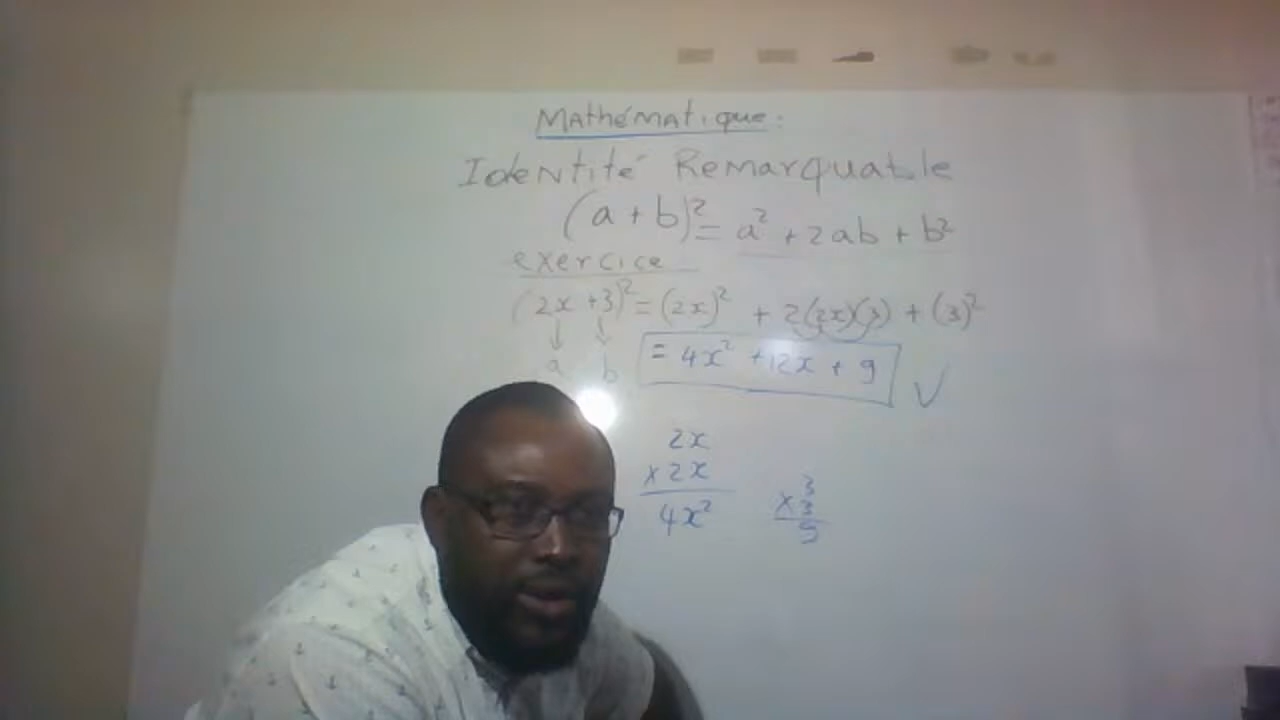 Mathématique.
Identité Remarquable
(a + b)² = a² + 2ab + b²
exercice
(2x + 3)² = (2x)² + 2(2x)(3) + (3)²
a b
= 4x² + 12x + 9
2x
× 2x
4x²
3
× 3
9